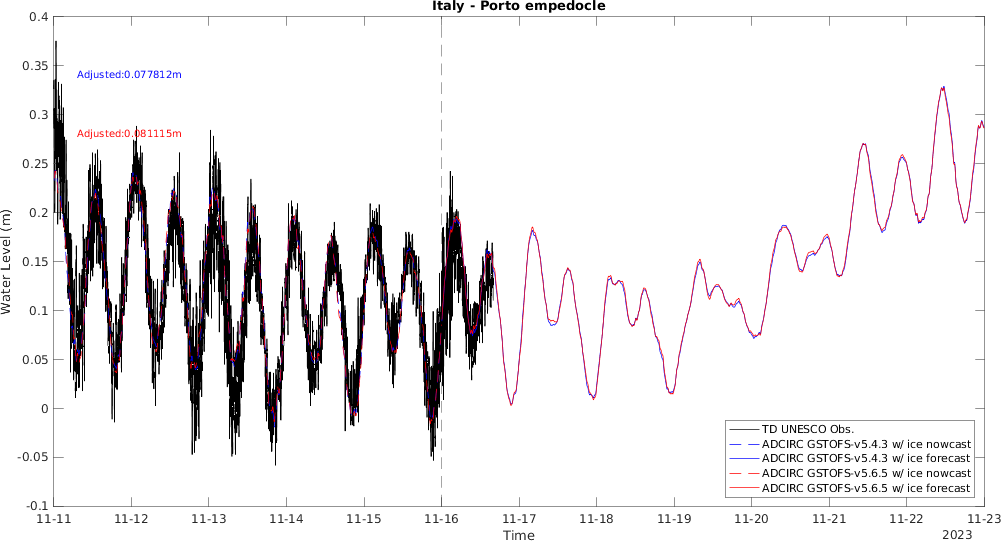 Italy - Porto empedocle
Adjusted:0.077812m
Adjusted:0.081115m
Water Level (m)
0.4
0.35
0.3
0.25
0.2
0.15
0.1
0.05
0
-0.05
-0.1
TD UNESCO Obs.
ADCIRC GSTOFS-v5.4.3 w/ ice nowcast
ADCIRC GSTOFS-v5.4.3 w/ ice forecast
ADCIRC GSTOFS-v5.6.5 w/ ice nowcast
ADCIRC GSTOFS-v5.6.5 w/ ice forecast
11-11 11-12 11-13 11-14 11-15 11-16 11-17 11-18 11-19 11-20 11-21 11-22 11-23
Time
2023